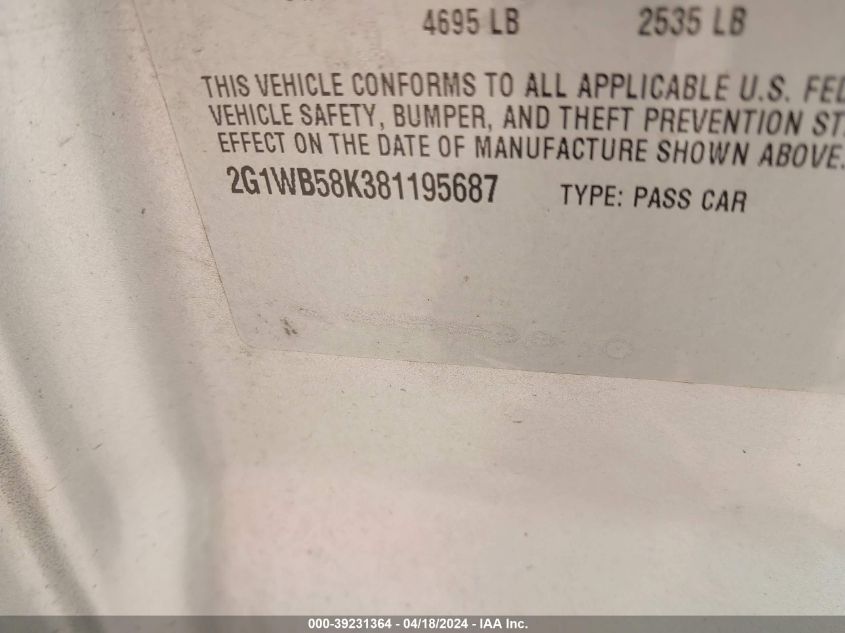 4695 LB 2535 LB
THIS VEHICLE CONFORMS TO ALL APPLICABLE U.S. FED
VEHICLE SAFETY, BUMPER, AND THEFT PREVENTION ST
EFFECT ON THE DATE OF MANUFACTURE SHOWN ABOVE.
2G1WB58K381195687 TYPE: PASS CAR
000-39231364 - 04/18/2024 - IAA Inc.